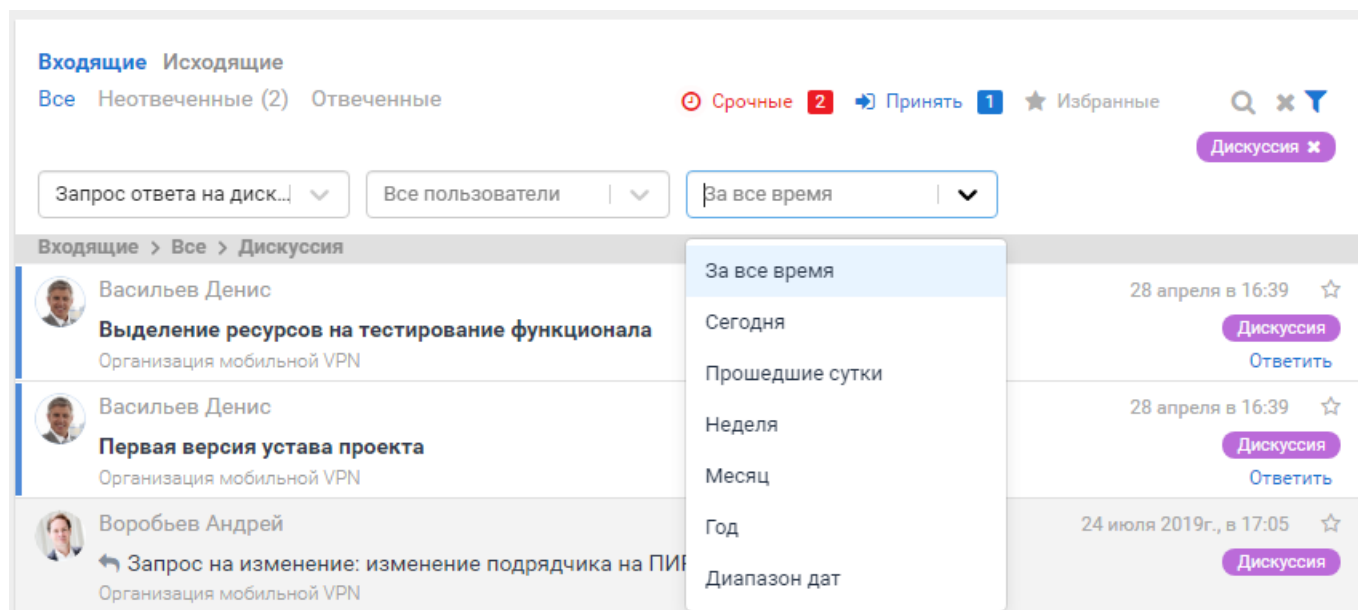 Входящие Исходящие
Все Неотвеченные (2) Отвеченные Срочные 2 Принять 1 Избранные
Дискуссия
Запрос ответа на диск... Все пользователи За все время
Входящие > Все > Дискуссия
За все время
Сегодня
Прошедшие сутки
Неделя
Месяц
Год
Диапазон дат
Васильев Денис 28 апреля в 16:39
Выделение ресурсов на тестирование функционала Дискуссия
Организация мобильной VPN Ответить
Васильев Денис 28 апреля в 16:39
Первая версия устава проекта Дискуссия
Организация мобильной VPN Ответить
Воробьев Андрей 24 июля 2019г., в 17:05
Запрос на изменение: изменение подрядчика на Дискуссия
Организация мобильной VPN